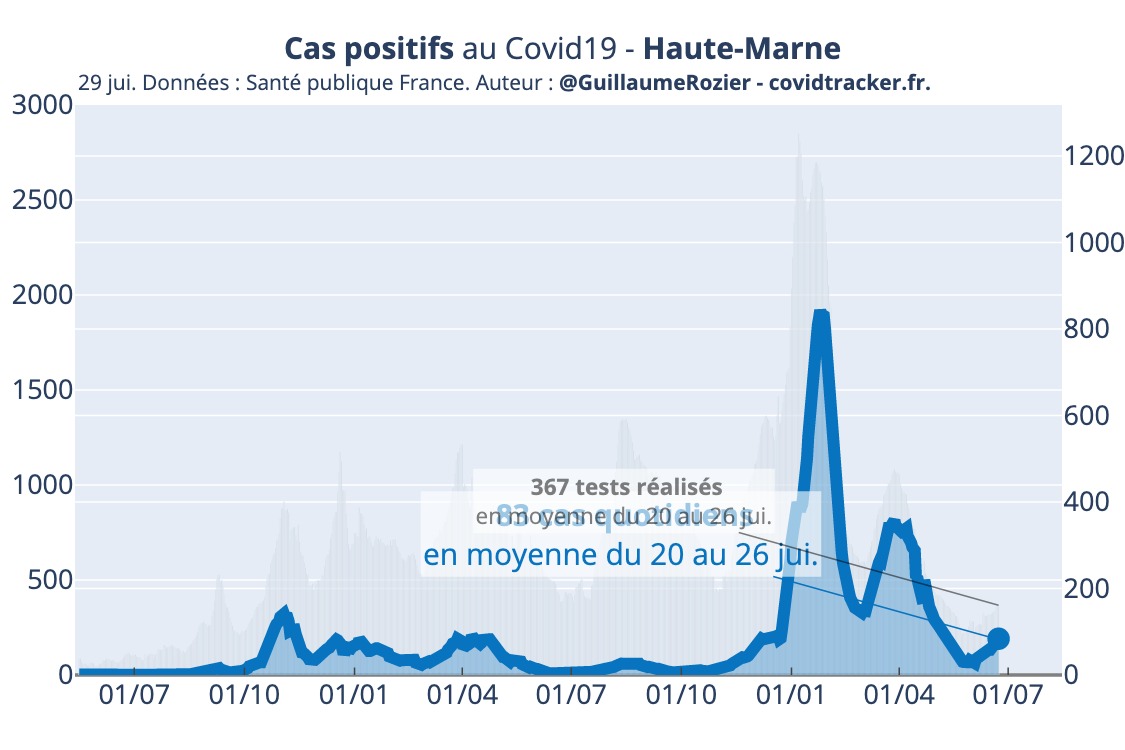 Cas positifs au Covid19 - Haute-Marne
29 jui. Données : Santé publique France. Auteur : @GuillaumeRozier - covidtracker.fr.
3000
2500
2000
1500
1000
500
0
1200
1000
800
600
400
200
0
367 tests réalisés
en moyenne du 20 au 26 jui.
83 cas quotidiens
en moyenne du 20 au 26 jui.
01/07 01/10 01/01 01/04 01/07 01/10 01/01 01/04 01/07